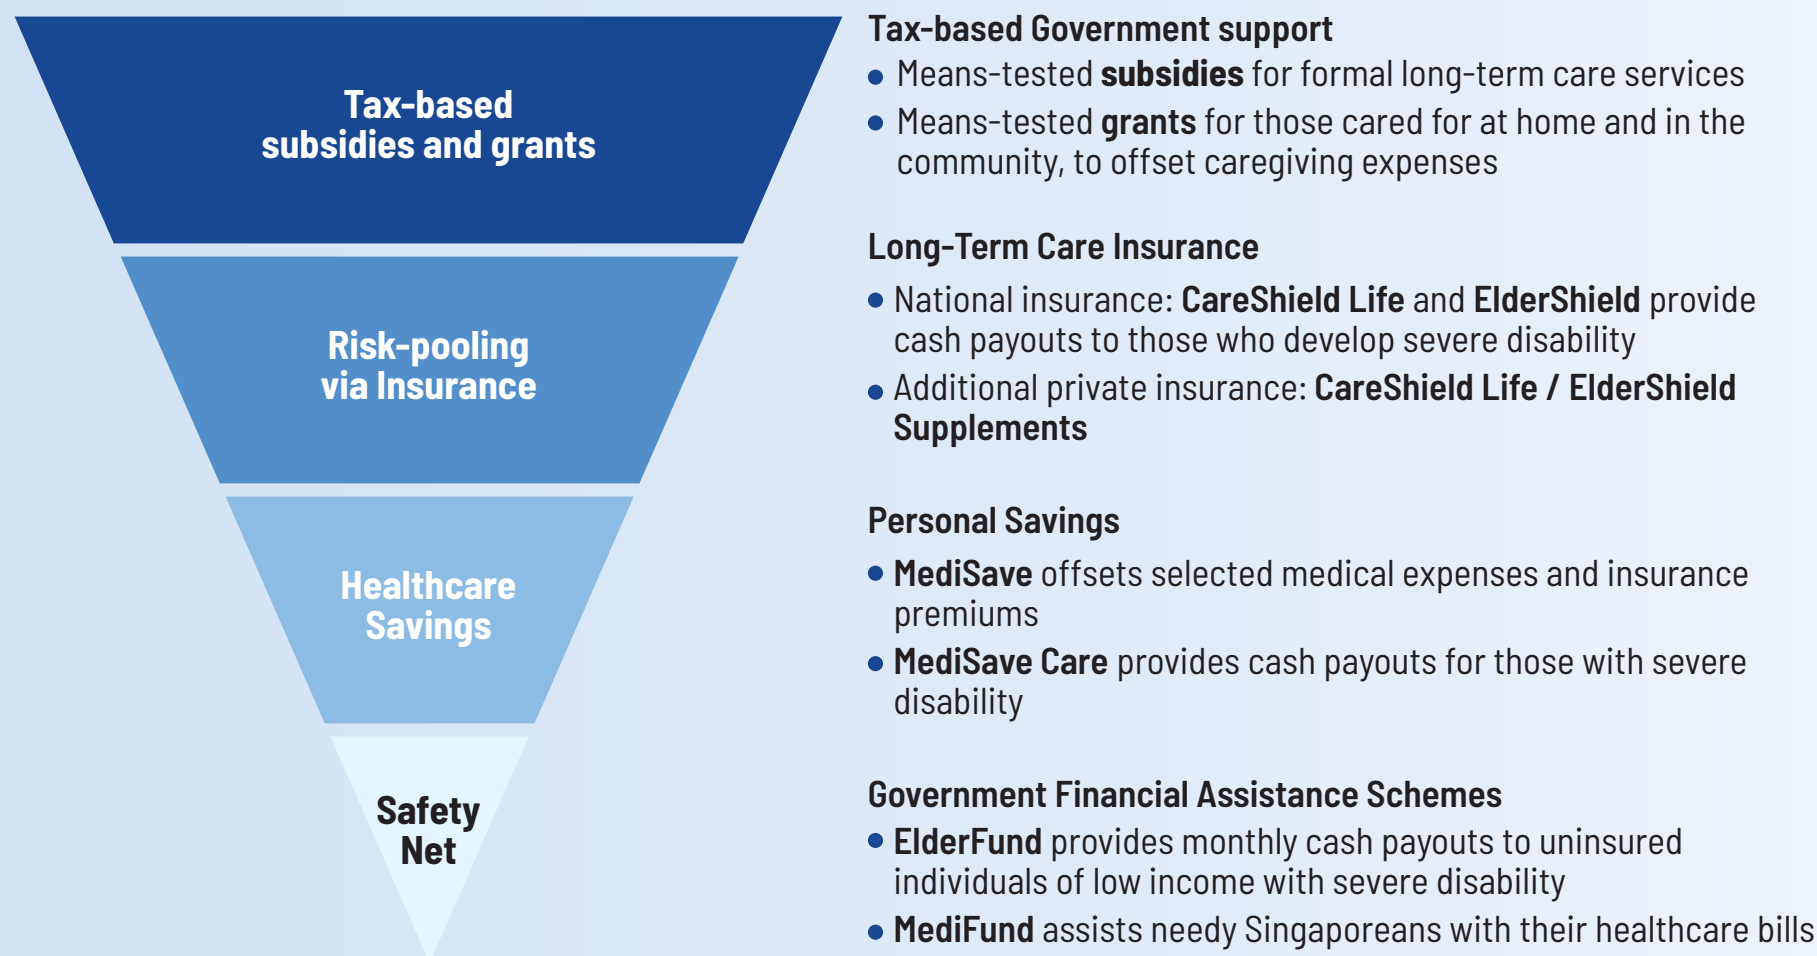 Tax-based
subsidies and grants
Tax-based Government support
• Means-tested subsidies for formal long-term care services
• Means-tested grants for those cared for at home and in the
community, to offset caregiving expenses
Risk-pooling
via Insurance
Long-Term Care Insurance
• National insurance: CareShield Life and ElderShield provide
cash payouts to those who develop severe disability
• Additional private insurance: CareShield Life / ElderShield
Supplements
Healthcare
Savings
Personal Savings
• MediSave offsets selected medical expenses and insurance
premiums
• MediSave Care provides cash payouts for those with severe
disability
Safety
Net
Government Financial Assistance Schemes
• ElderFund provides monthly cash payouts to uninsured
individuals of low income with severe disability
• MediFund assists needy Singaporeans with their healthcare bills